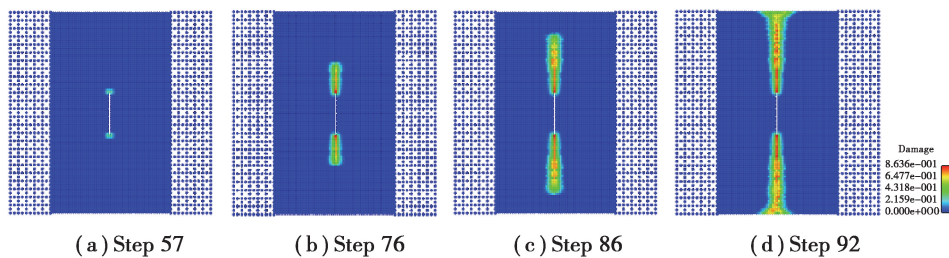 Damage
8.636e-001
6.477e-001
4.318e-001
2.159e-001
0.000e+000
(a)Step 57
(b)Step 76
(c)Step 86
(d)Step 92